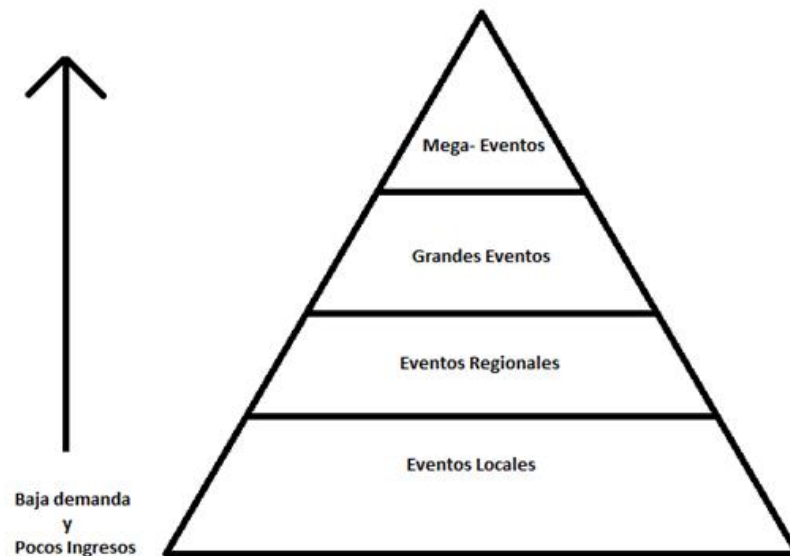 Mega- Eventos
Grandes Eventos
Eventos Regionales
Eventos Locales
Baja demanda
y
Pocos Ingresos